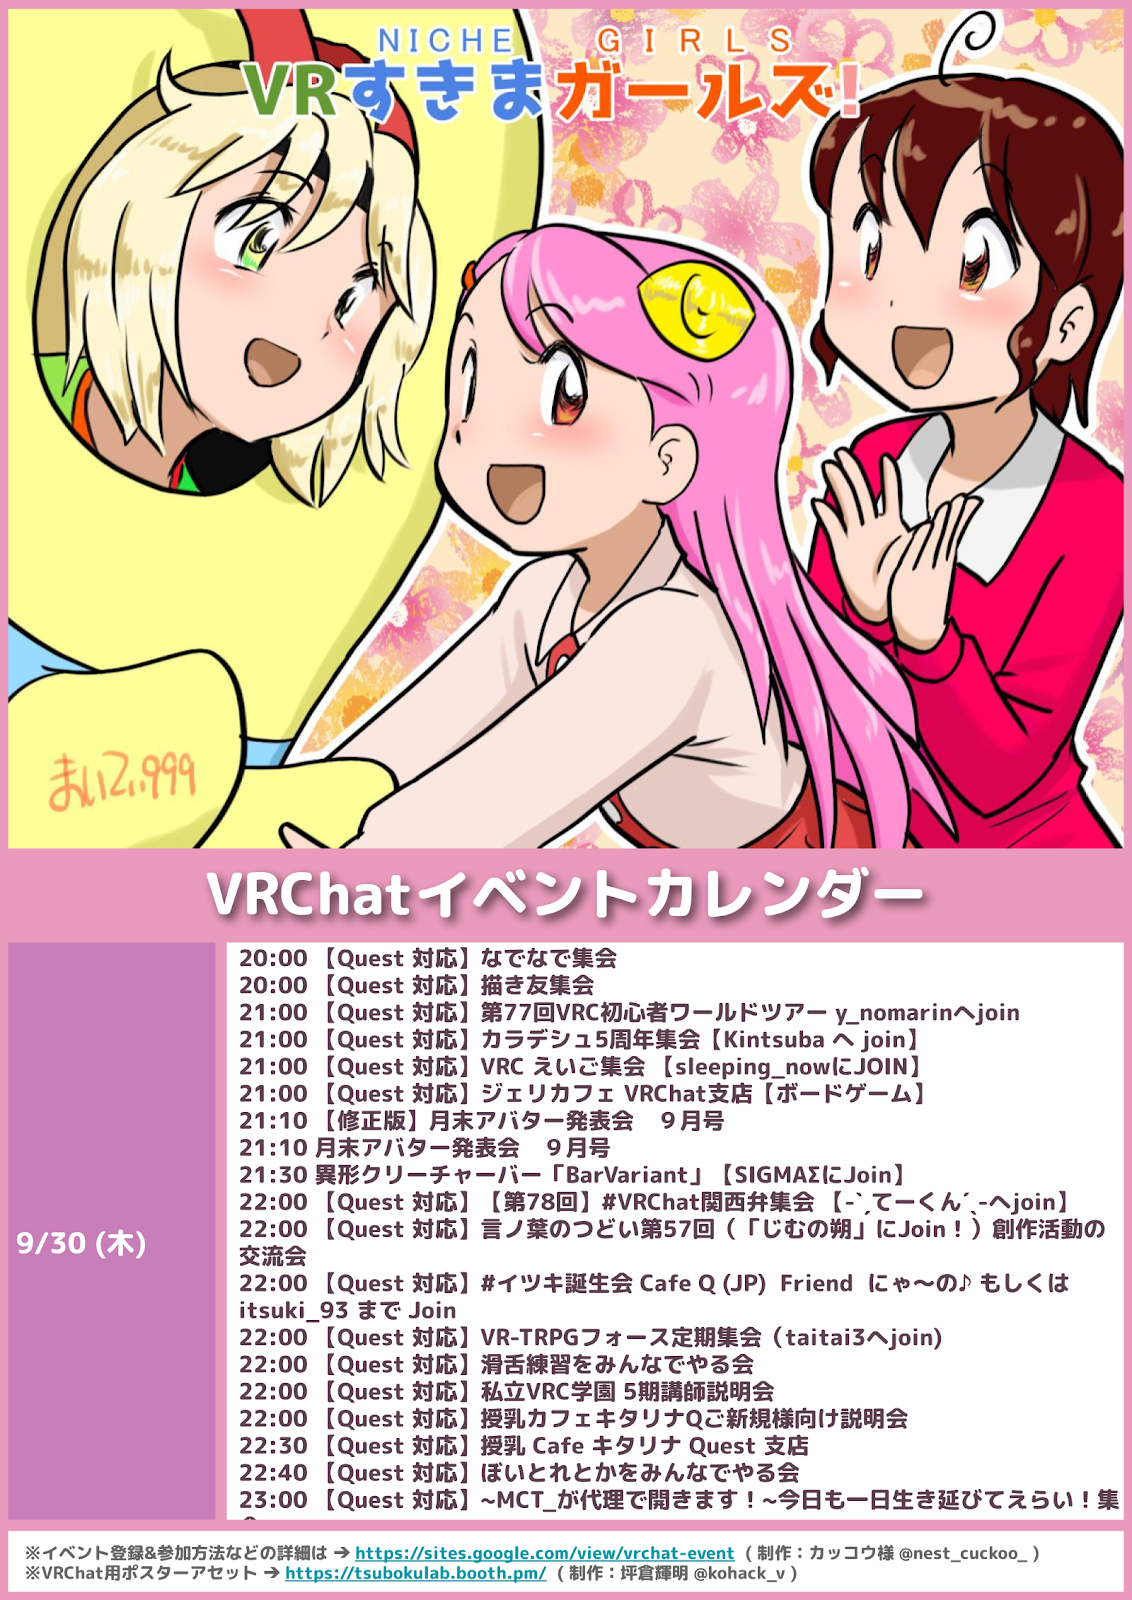 NICHE GIRLS
VRすきまガールズ!
まいてぃ999
VRChatイベントカレンダー
9/30 (木)
20:00 【Quest 対応】なでなで集会
20:00 【Quest 対応】描き友集会
21:00 【Quest 対応】第77回VRC初心者ワールドツアー y_nomarinへjoin
21:00 【Quest 対応】カラデシュ5周年集会【Kintsuba へ join】
21:00 【Quest 対応】VRC えいご集会 【sleeping_nowにJOIN】
21:00 【Quest 対応】ジェリカフェ VRChat支店【ボードゲーム】
21:10 【修正版】月末アバター発表会　９月号
21:10 月末アバター発表会　９月号
21:30 異形クリーチャーバー「BarVariant」【SIGMAΣにJoin】
22:00 【Quest 対応】【第78回】#VRChat関西弁集会 【-`ˏてーくん´ˎ-へjoin】
22:00 【Quest 対応】言ノ葉のつどい第57回（「じむの朔」にJoin！）創作活動の
交流会
22:00 【Quest 対応】#イツキ誕生会 Cafe Q (JP) Friend にゃ～の♪ もしくは
itsuki_93 まで Join
22:00 【Quest 対応】VR-TRPGフォース定期集会（taitai3へjoin)
22:00 【Quest 対応】滑舌練習をみんなでやる会
22:00 【Quest 対応】私立VRC学園 5期講師説明会
22:00 【Quest 対応】授乳カフェキタリナQご新規様向け説明会
22:30 【Quest 対応】授乳 Cafe キタリナ Quest 支店
22:40 【Quest 対応】ぼいとれとかをみんなでやる会
23:00 【Quest 対応】~MCT_が代理で開きます！~今日も一日生き延びてえらい！集
※イベント登録&参加方法などの詳細は ➔ https://sites.google.com/view/vrchat-event （ 制作：カッコウ様 @nest_cuckoo_ ）
※VRChat用ポスターアセット ➔ https://tsubokulab.booth.pm/ （ 制作：坪倉輝明 @kohack_v ）